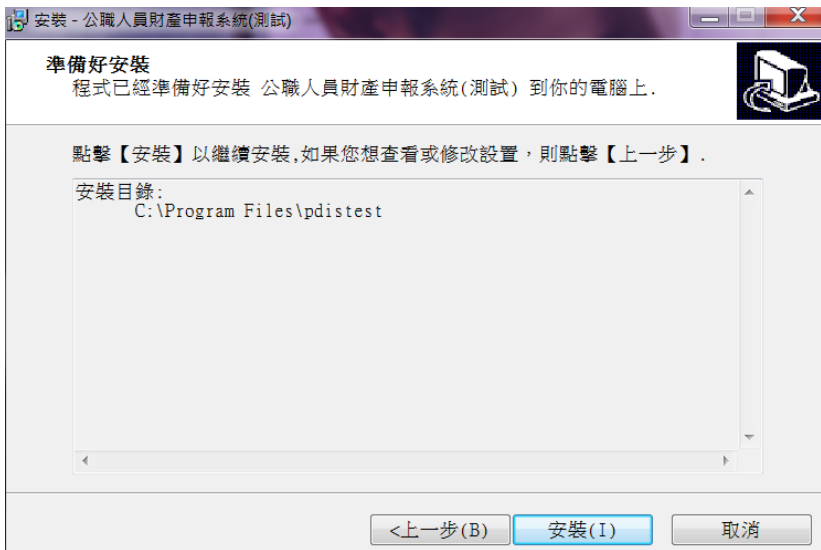 安裝 - 公職人員財產申報系統(測試)
準備好安裝
程式已經準備好安裝 公職人員財產申報系統(測試) 到你的電腦上.
點擊【安裝】以繼續安裝,如果您想查看或修改設置，則點擊【上一步】.
安裝目錄:
C:\Program Files\pdistest
<上一步(B)
安裝(I)
取消